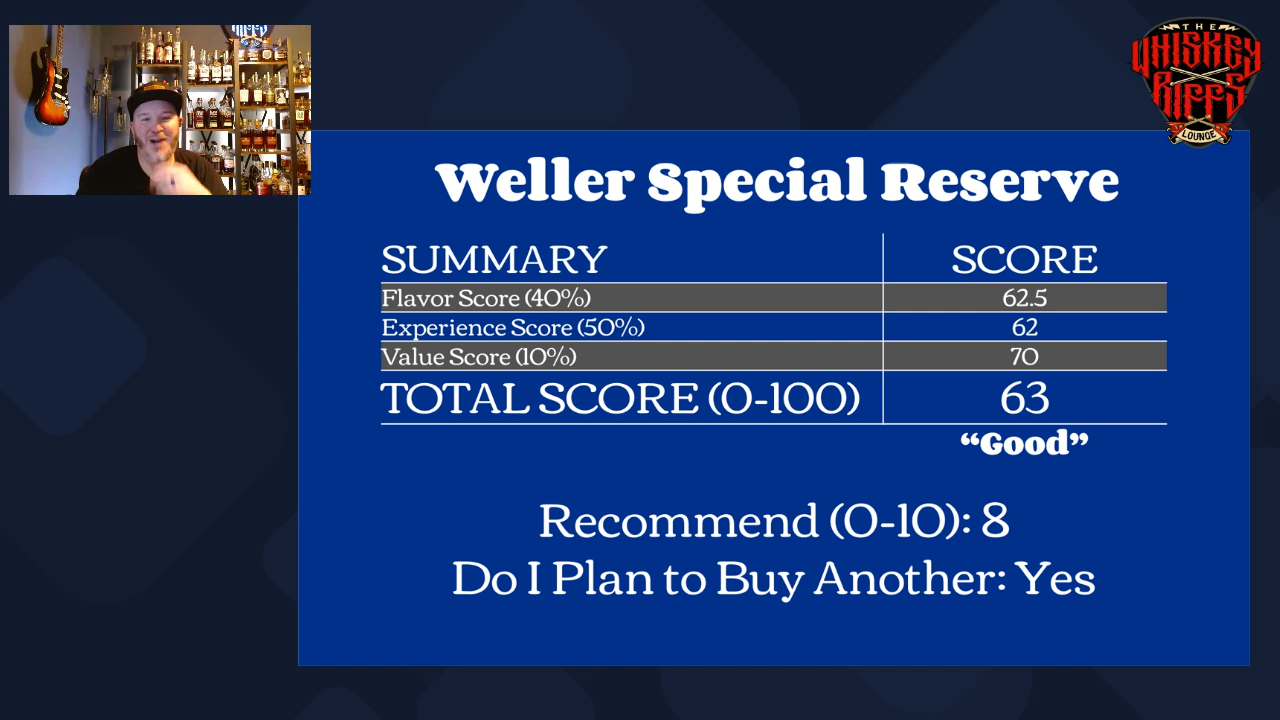 THE
WHISKEY
RIFFS
LOUNGE
Weller Special Reserve
SUMMARY SCORE
Flavor Score (40%) 62.5
Experience Score (50%) 62
Value Score (10%) 70
TOTAL SCORE (0-100) 63
“Good”
Recommend (0-10): 8
Do I Plan to Buy Another: Yes